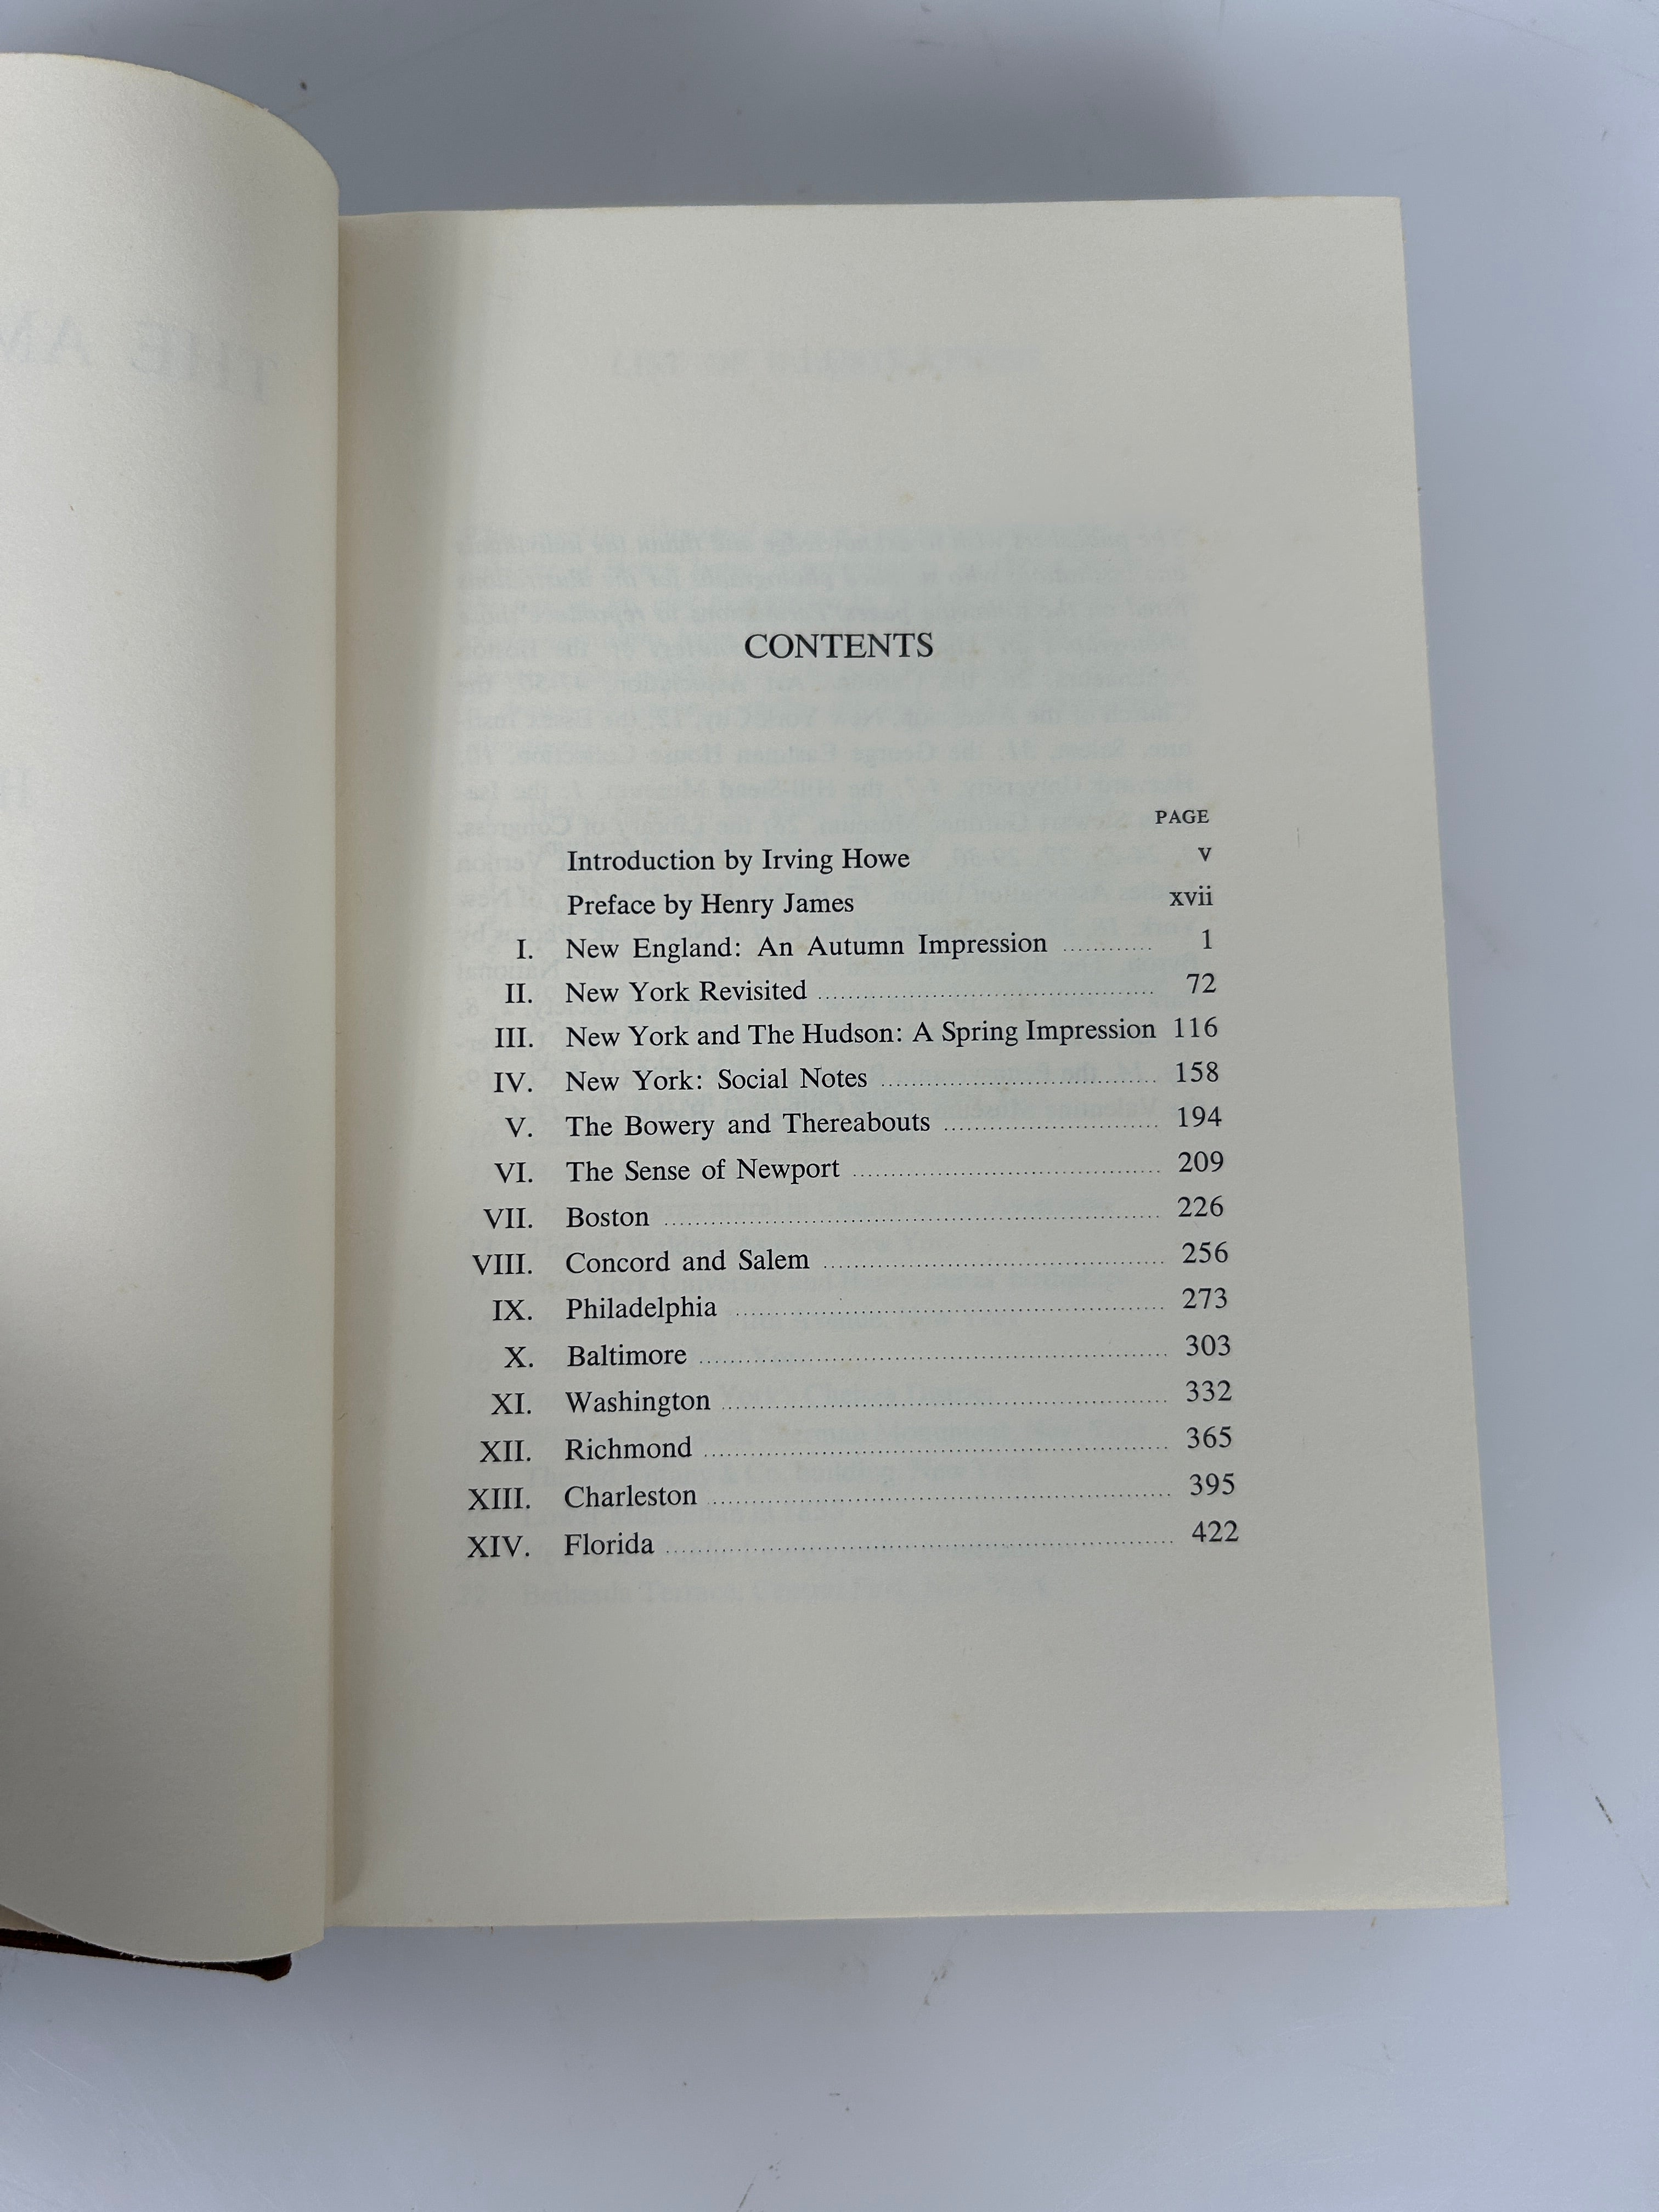 CONTENTS
PAGE
Introduction by Irving Howe v
Preface by Henry James xvii
I. New England: An Autumn Impression ............ 1
II. New York Revisited ............ 72
III. New York and The Hudson: A Spring Impression 116
IV. New York: Social Notes ............ 158
V. The Bowery and Thereabouts ............ 194
VI. The Sense of Newport ............ 209
VII. Boston ............ 226
VIII. Concord and Salem ............ 256
IX. Philadelphia ............ 273
X. Baltimore ............ 303
XI. Washington ............ 332
XII. Richmond ............ 365
XIII. Charleston ............ 395
XIV. Florida ............ 422